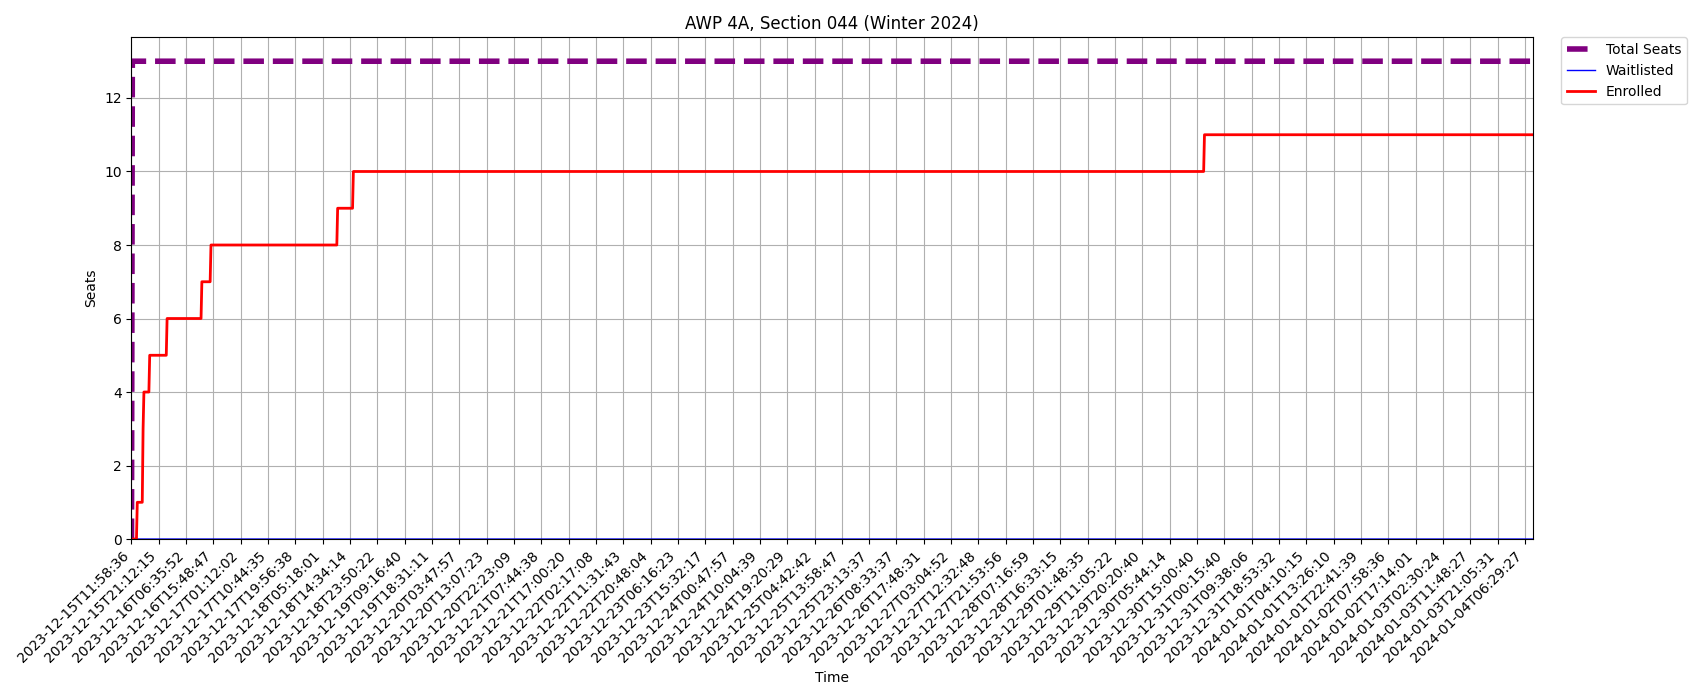 AWP 4A, Section 044 (Winter 2024)
Total Seats
Waitlisted
Enrolled
Seats
12
10
8
6
4
2
0
2023-12-15T11:58:36
2023-12-15T21:12:15
2023-12-16T06:35:52
2023-12-16T15:48:47
2023-12-17T01:12:02
2023-12-17T10:44:35
2023-12-17T19:56:38
2023-12-18T05:18:01
2023-12-18T14:34:14
2023-12-18T23:50:22
2023-12-19T09:16:40
2023-12-19T18:31:11
2023-12-20T03:47:57
2023-12-20T13:07:23
2023-12-20T22:23:09
2023-12-21T07:44:38
2023-12-21T17:00:20
2023-12-22T02:17:08
2023-12-22T11:31:43
2023-12-22T20:48:04
2023-12-23T06:16:23
2023-12-23T15:32:17
2023-12-24T00:47:57
2023-12-24T10:04:39
2023-12-24T19:20:29
2023-12-25T04:42:42
2023-12-25T13:58:47
2023-12-25T23:13:37
2023-12-26T08:33:37
2023-12-26T17:48:31
2023-12-27T03:04:52
2023-12-27T12:32:48
2023-12-27T21:53:56
2023-12-28T07:16:59
2023-12-28T16:33:15
2023-12-29T01:48:35
2023-12-29T11:05:22
2023-12-29T20:20:40
2023-12-30T05:44:14
2023-12-30T15:00:40
2023-12-31T00:15:40
2023-12-31T09:38:06
2023-12-31T18:53:32
2024-01-01T04:10:15
2024-01-01T13:26:10
2024-01-01T22:41:39
2024-01-02T07:58:36
2024-01-02T17:14:01
2024-01-03T02:30:24
2024-01-03T11:48:27
2024-01-03T21:05:31
2024-01-04T06:29:27
Time